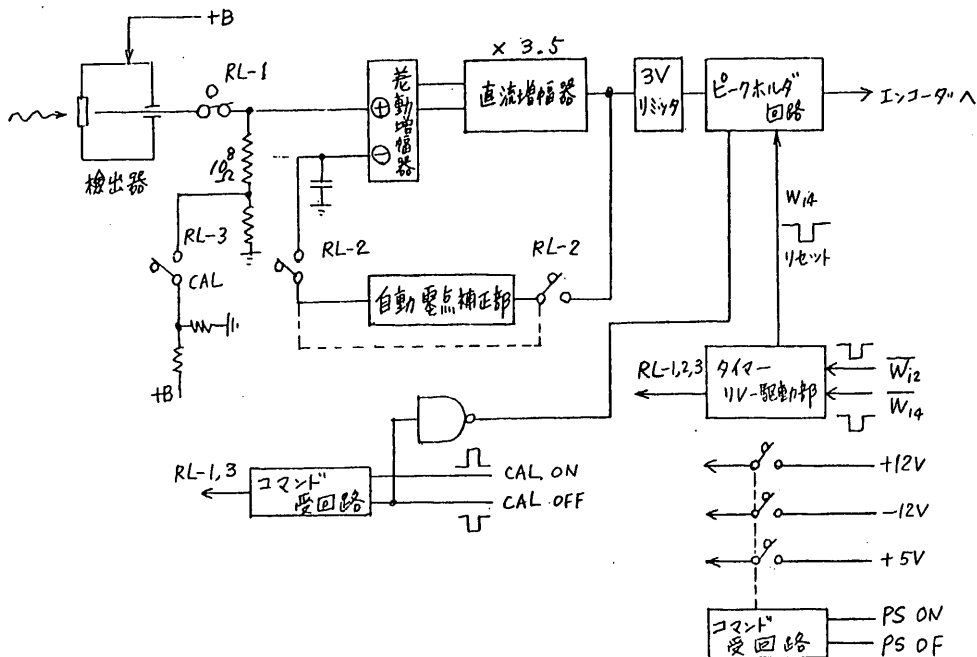 +B
RL-1
検出器
10⁸
Ω
RL-3
CAL
+B
差動増幅器
⊕
⊖
× 3.5
直流増幅器
3V
リミッタ
ピークホルダ
回路
エンコーダヘ
W14
リセット
RL-2
RL-2
自動零点補正部
RL-1,2,3
タイマー
リレー駆動部
W̅i2
W̅14
RL-1,3
コマンド
受回路
CAL ON
CAL OFF
+12V
-12V
+5V
コマンド
受回路
PS ON
PS OF